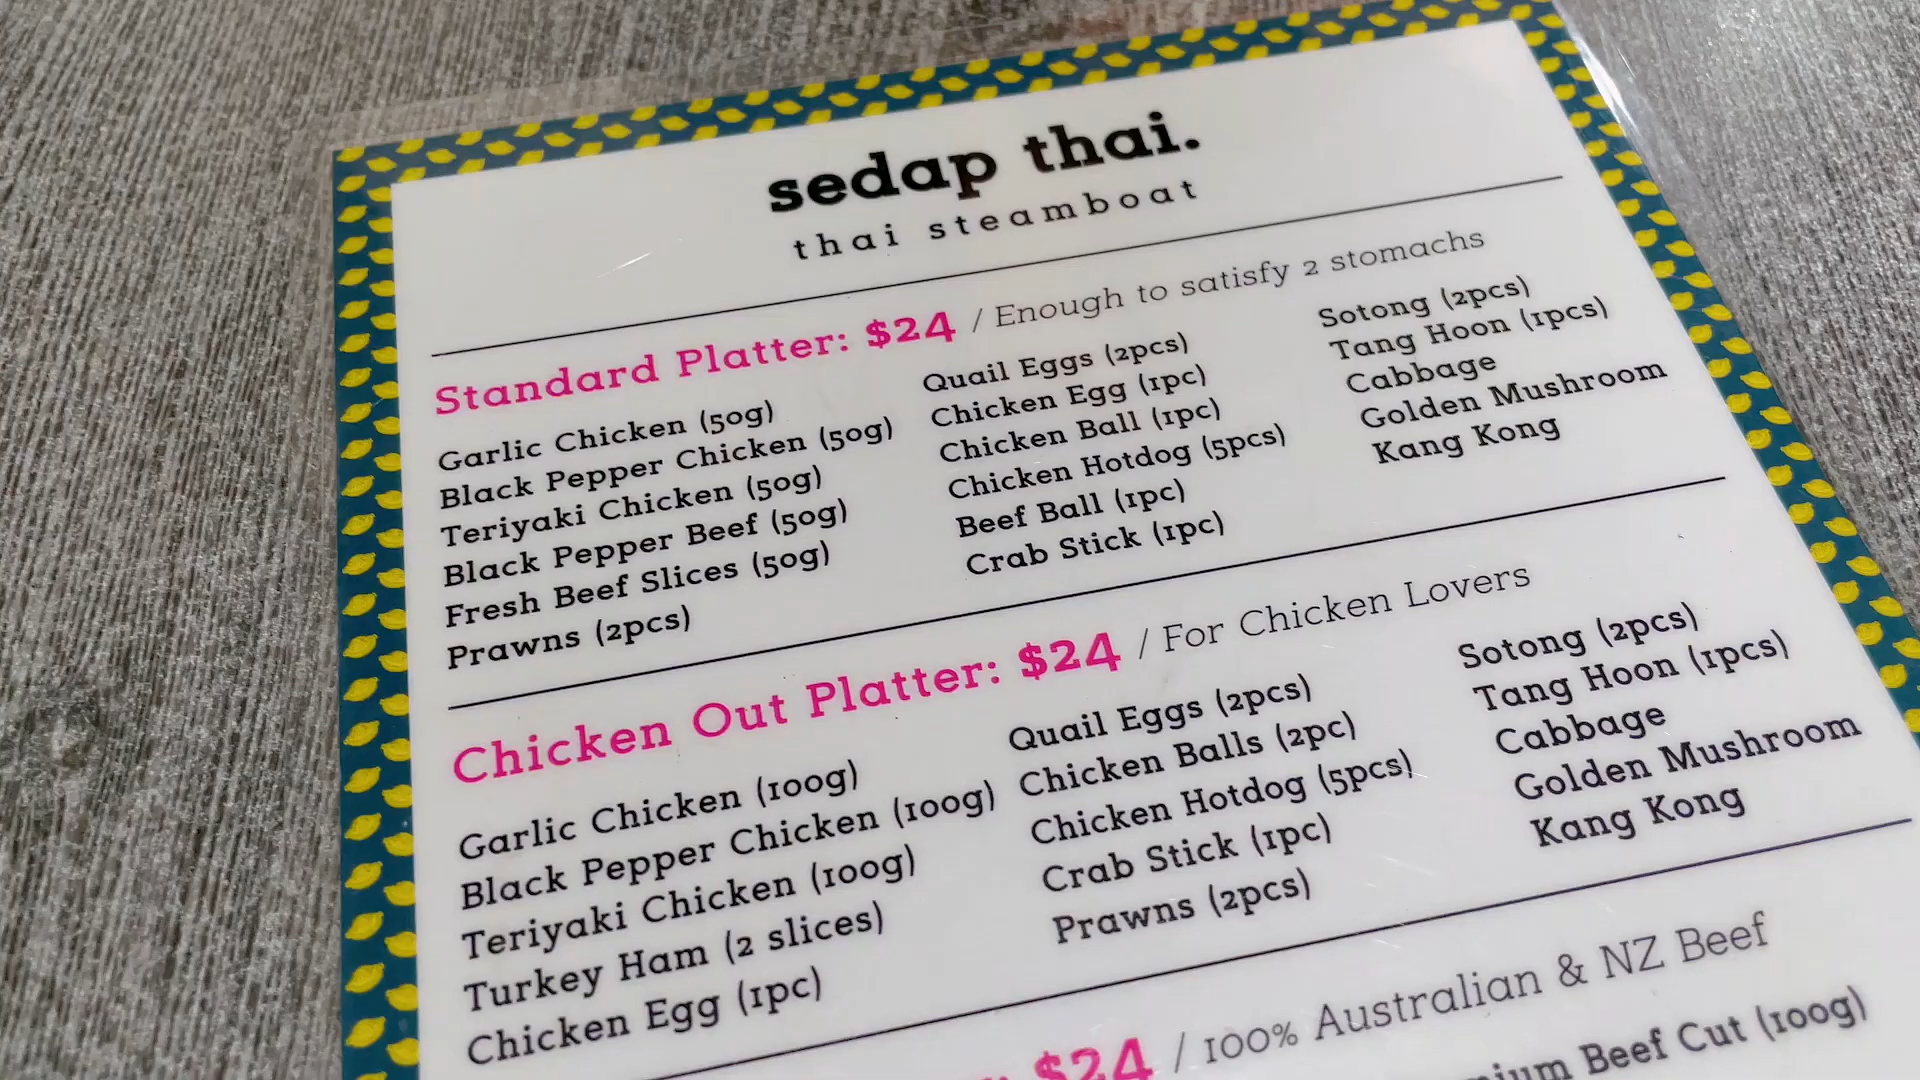 sedap thai.
thai steamboat
Standard Platter: $24 / Enough to satisfy 2 stomachs
Garlic Chicken (50g)
Black Pepper Chicken (50g)
Teriyaki Chicken (50g)
Black Pepper Beef (50g)
Fresh Beef Slices (50g)
Prawns (2pcs)
Quail Eggs (2pcs)
Chicken Egg (1pc)
Chicken Ball (1pc)
Chicken Hotdog (5pcs)
Beef Ball (1pc)
Crab Stick (1pc)
Sotong (2pcs)
Tang Hoon (1pcs)
Cabbage
Golden Mushroom
Kang Kong
Chicken Out Platter: $24 / For Chicken Lovers
Garlic Chicken (100g)
Black Pepper Chicken (100g)
Teriyaki Chicken (100g)
Turkey Ham (2 slices)
Chicken Egg (1pc)
Quail Eggs (2pcs)
Chicken Balls (2pc)
Chicken Hotdog (5pcs)
Crab Stick (1pc)
Prawns (2pcs)
Sotong (2pcs)
Tang Hoon (1pcs)
Cabbage
Golden Mushroom
Kang Kong
$24 / 100% Australian & NZ Beef
Beef Cut (100g)